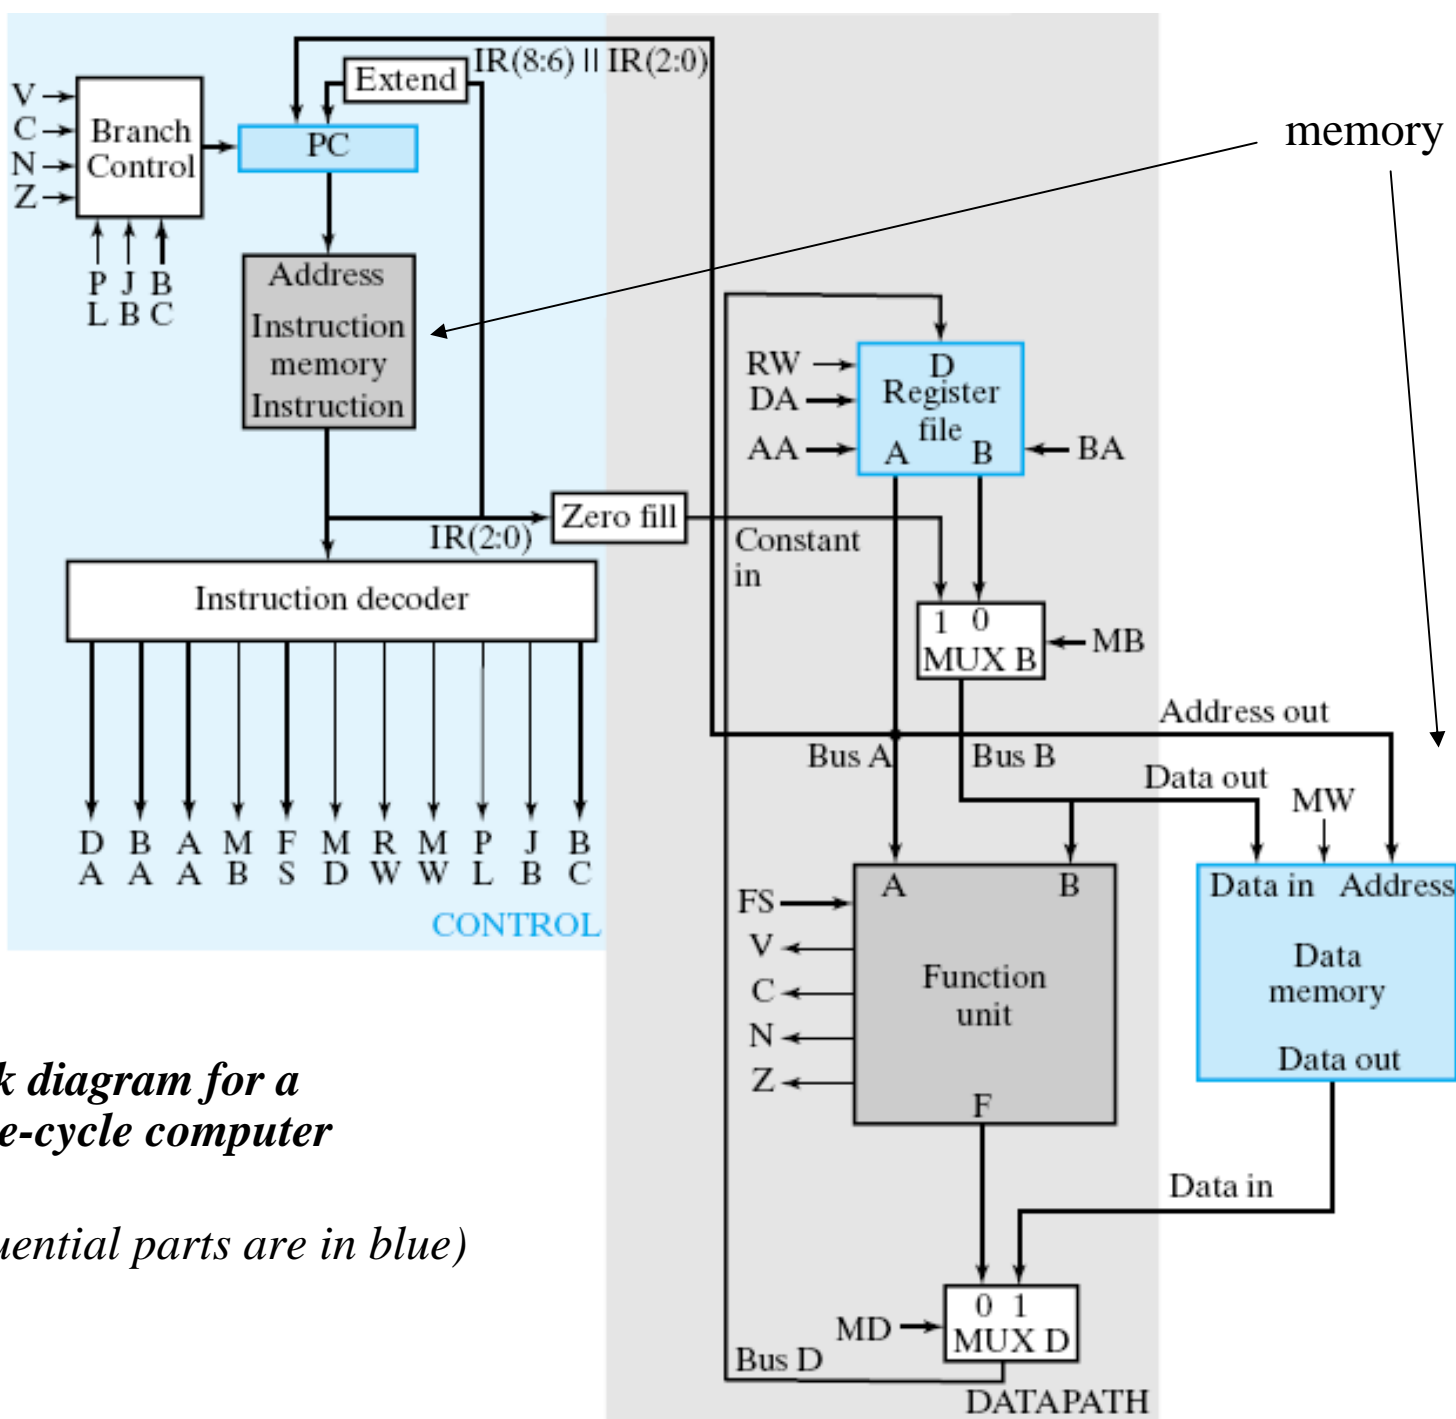 IR(8:6) || IR(2:0)
Extend
V
C
N
Z
Branch
Control
PC
memory
P J B
L B C
Address
Instruction
memory
Instruction
RW
DA
AA
D
Register
file
A B
BA
IR(2:0)
Zero fill
Constant
in
Instruction decoder
1 0
MUX B
MB
Address out
Bus A
Bus B
Data out
MW
D B A M F M R M P J B
A A A B S D W W L B C
CONTROL
FS
V
C
N
Z
A B
Function
unit
F
Data in Address
Data
memory
Data out
k diagram for a
e-cycle computer
uential parts are in blue)
Data in
0 1
MUX D
MD
Bus D
DATAPATH